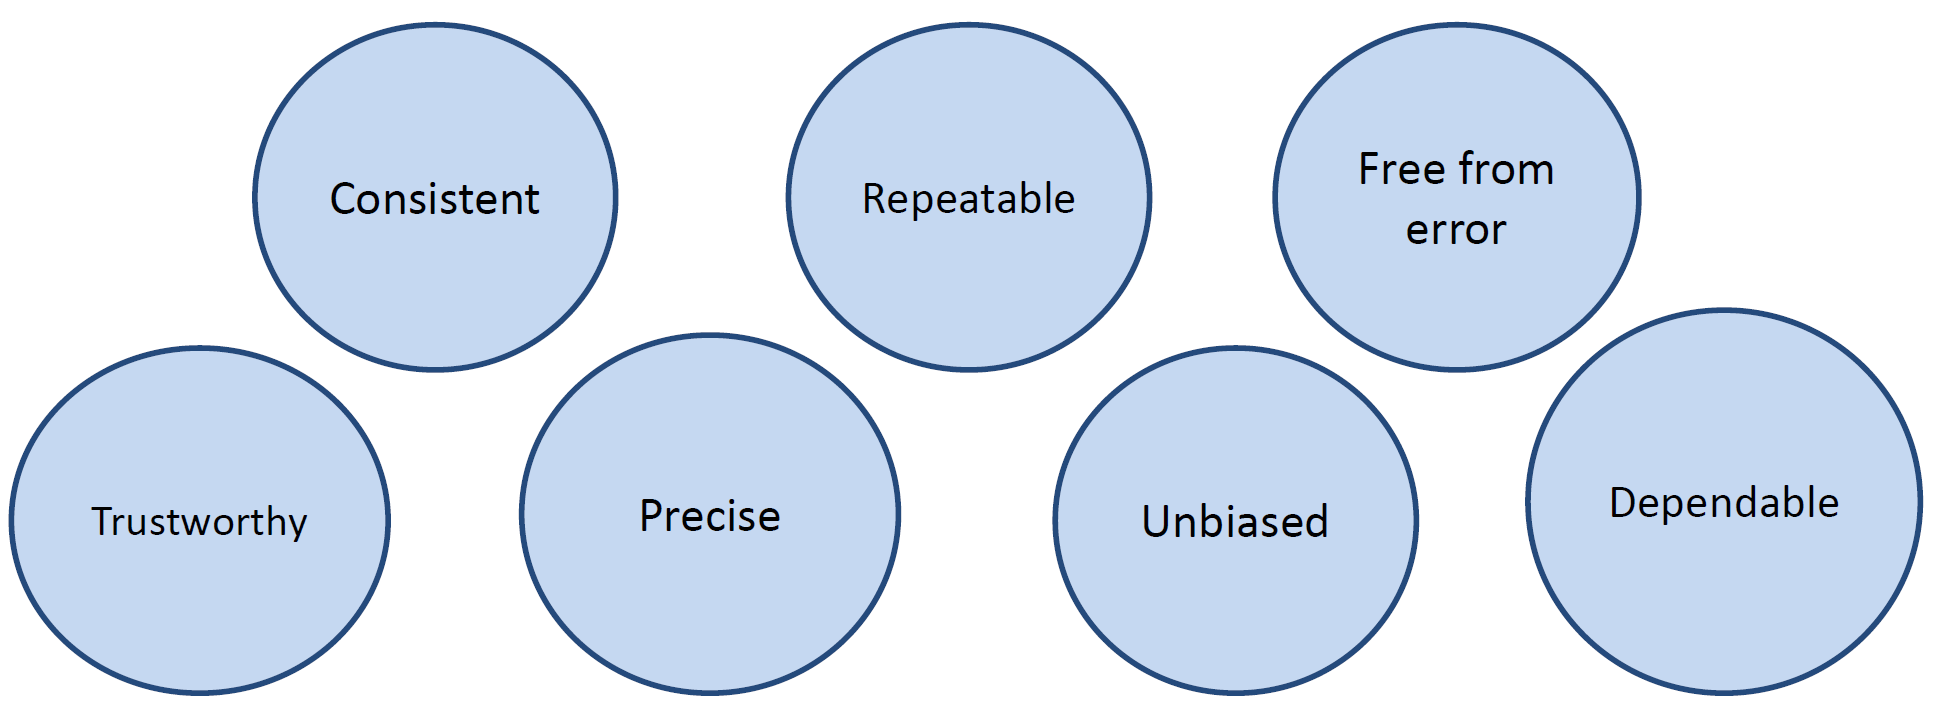 Consistent
Repeatable
Free from
error
Trustworthy
Precise
Unbiased
Dependable